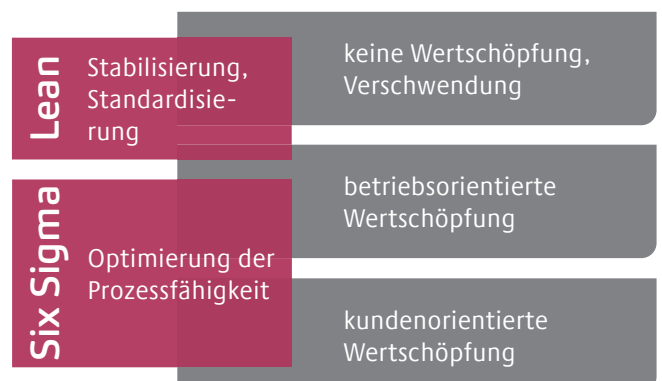 Lean
Stabilisierung,
Standardisie-
rung
keine Wertschöpfung,
Verschwendung
Six Sigma
Optimierung der
Prozessfähigkeit
betriebsorientierte
Wertschöpfung
kundenorientierte
Wertschöpfung